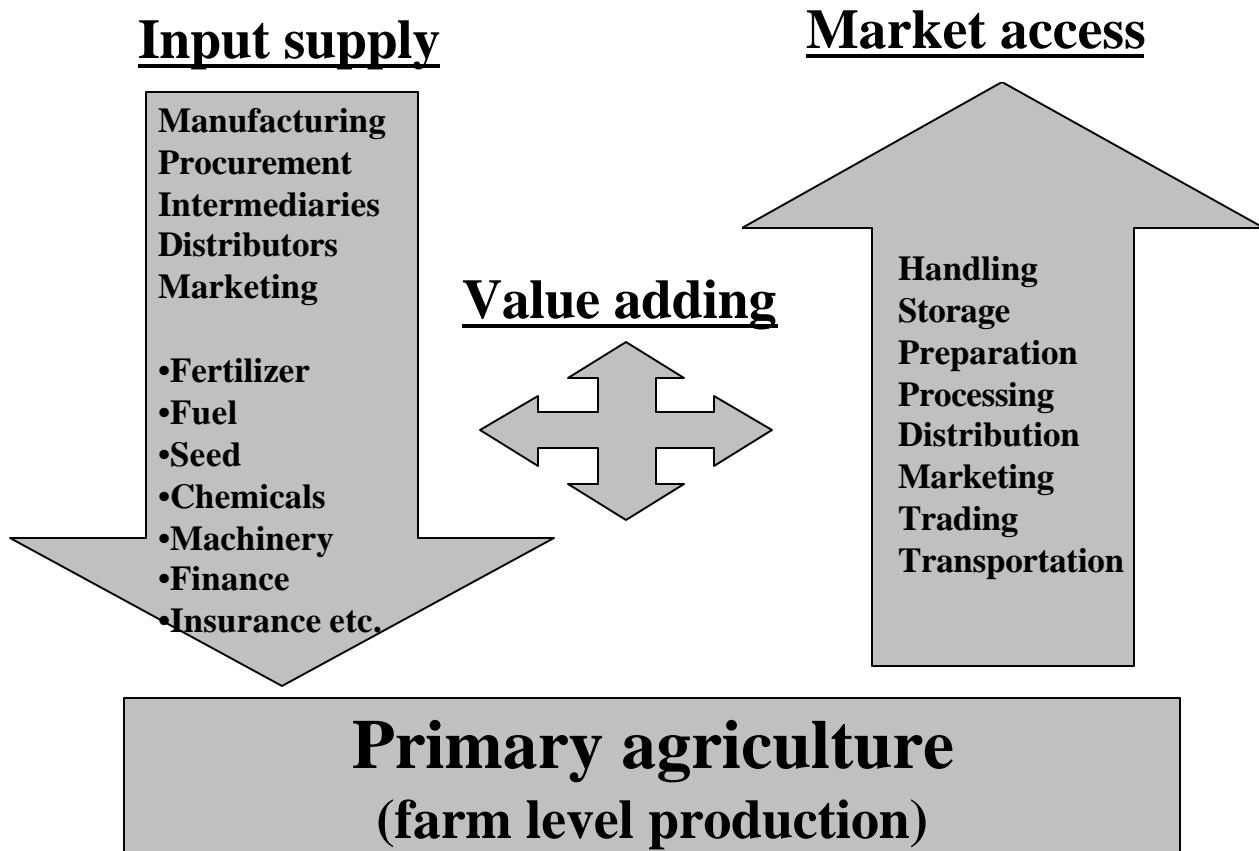 Input supply
Manufacturing
Procurement
Intermediaries
Distributors
Marketing
•Fertilizer
•Fuel
•Seed
•Chemicals
•Machinery
•Finance
•Insurance etc.
Value adding
Market access
Handling
Storage
Preparation
Processing
Distribution
Marketing
Trading
Transportation
Primary agriculture
(farm level production)